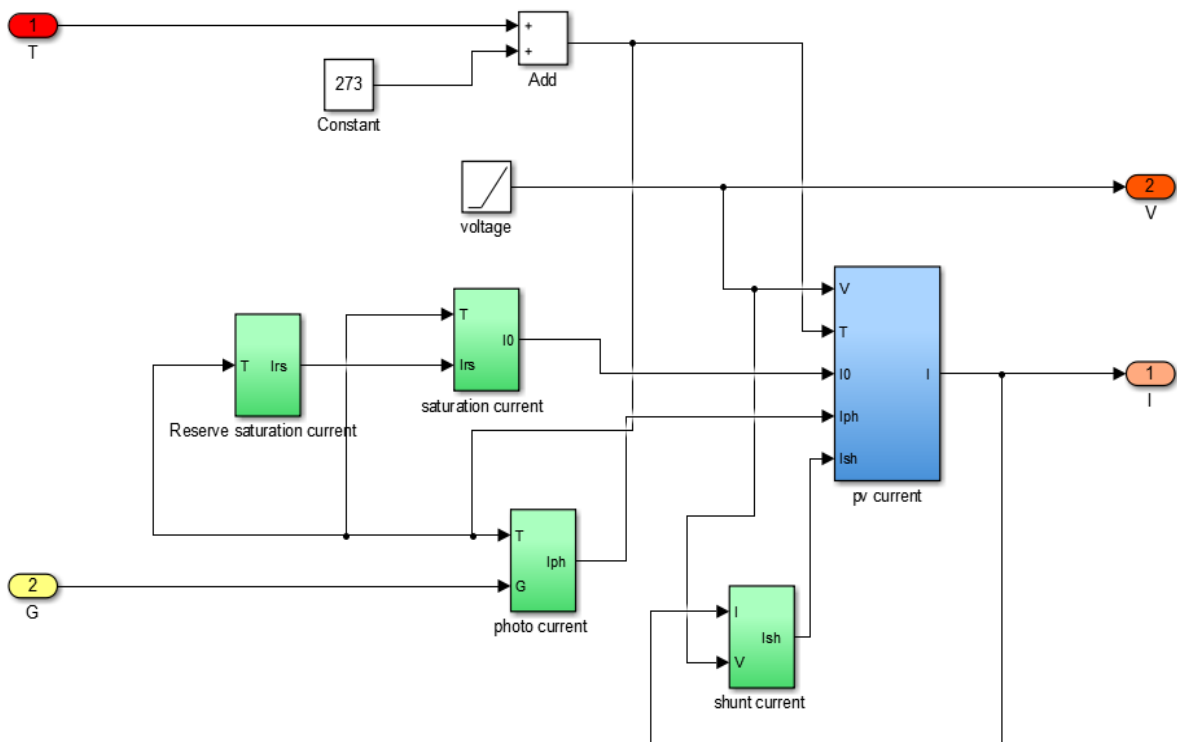 1
T
+
+
Add
273
Constant
voltage
2
V
T
Irs
I0
saturation current
T
Irs
Reserve saturation current
V
T
I0
Iph
Ish
I
pv current
1
I
2
G
T
G
Iph
photo current
I
V
Ish
shunt current